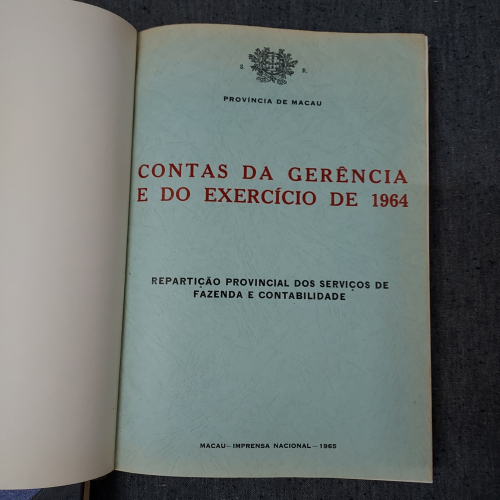 S. R.
PROVÍNCIA DE MACAU
CONTAS DA GERÊNCIA
E DO EXERCÍCIO DE 1964
REPARTIÇÃO PROVINCIAL DOS SERVIÇOS DE
FAZENDA E CONTABILIDADE
MACAU—IMPRENSA NACIONAL—1965